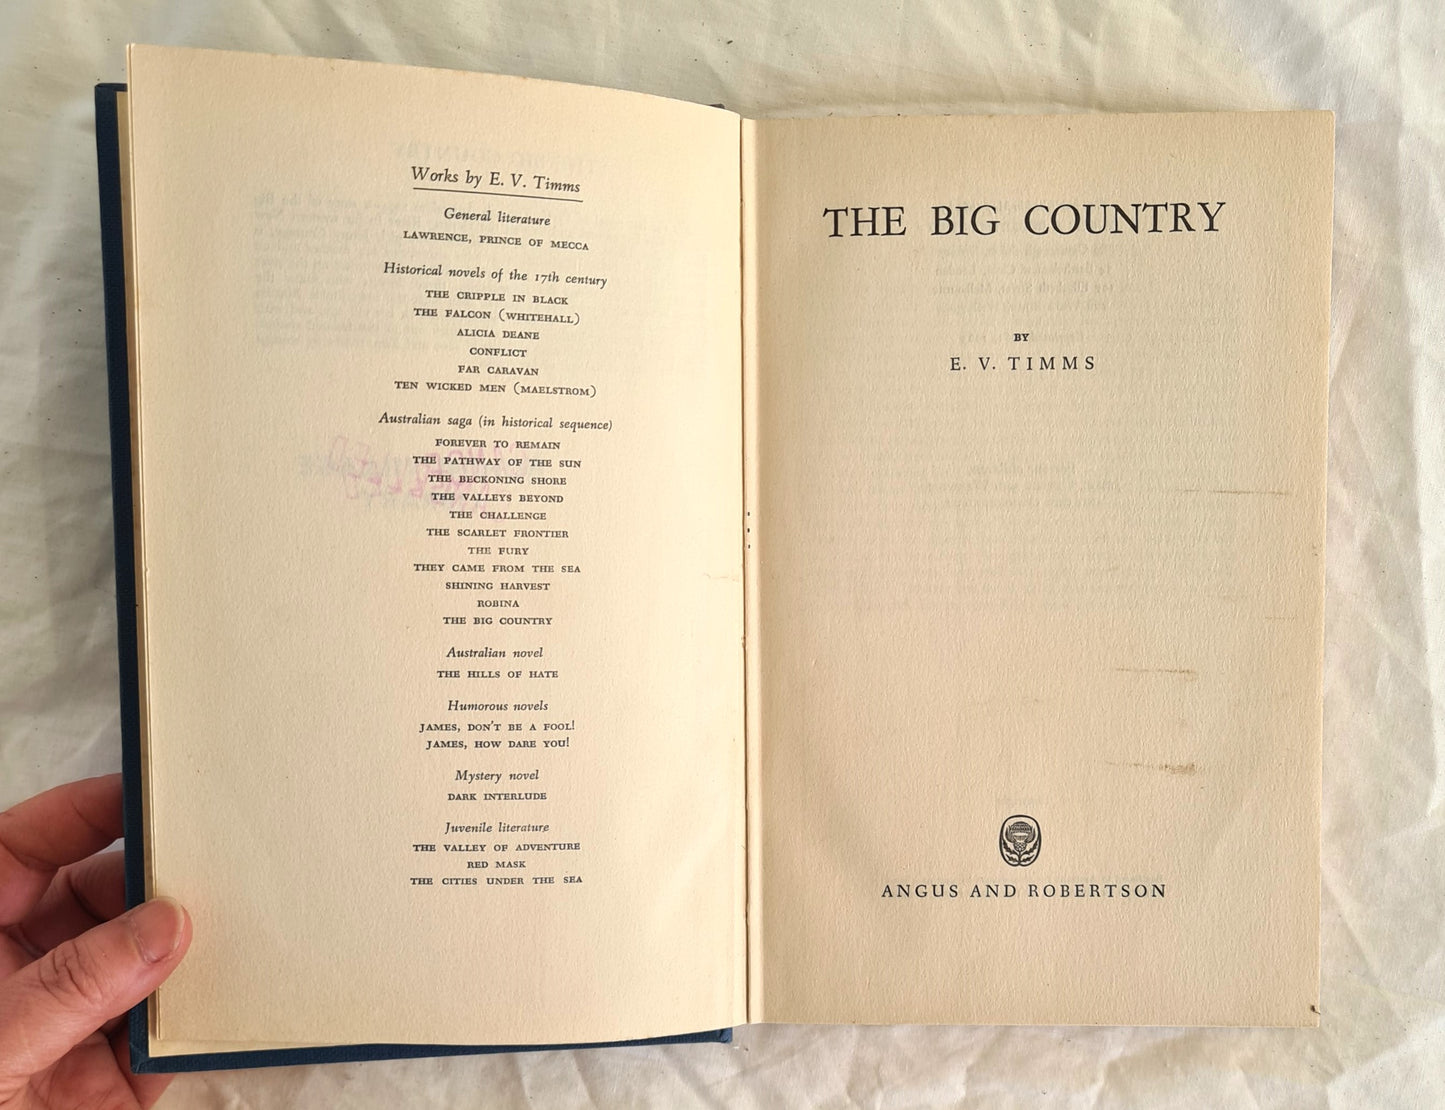 Works by E. V. Timms
General literature
LAWRENCE, PRINCE OF MECCA
Historical novels of the 17th century
THE CRIPPLE IN BLACK
THE FALCON (WHITEHALL)
ALICIA DEANE
CONFLICT
FAR CARAVAN
TEN WICKED MEN (MAELSTROM)
Australian saga (in historical sequence)
FOREVER TO REMAIN
THE PATHWAY OF THE SUN
THE BECKONING SHORE
THE VALLEYS BEYOND
THE CHALLENGE
THE SCARLET FRONTIER
THE FURY
THEY CAME FROM THE SEA
SHINING HARVEST
ROBINA
THE BIG COUNTRY
Australian novel
THE HILLS OF HATE
Humorous novels
JAMES, DON'T BE A FOOL!
JAMES, HOW DARE YOU!
Mystery novel
DARK INTERLUDE
Juvenile literature
THE VALLEY OF ADVENTURE
RED MASK
THE CITIES UNDER THE SEA
THE BIG COUNTRY
BY
E. V. TIMMS
ANGUS AND ROBERTSON